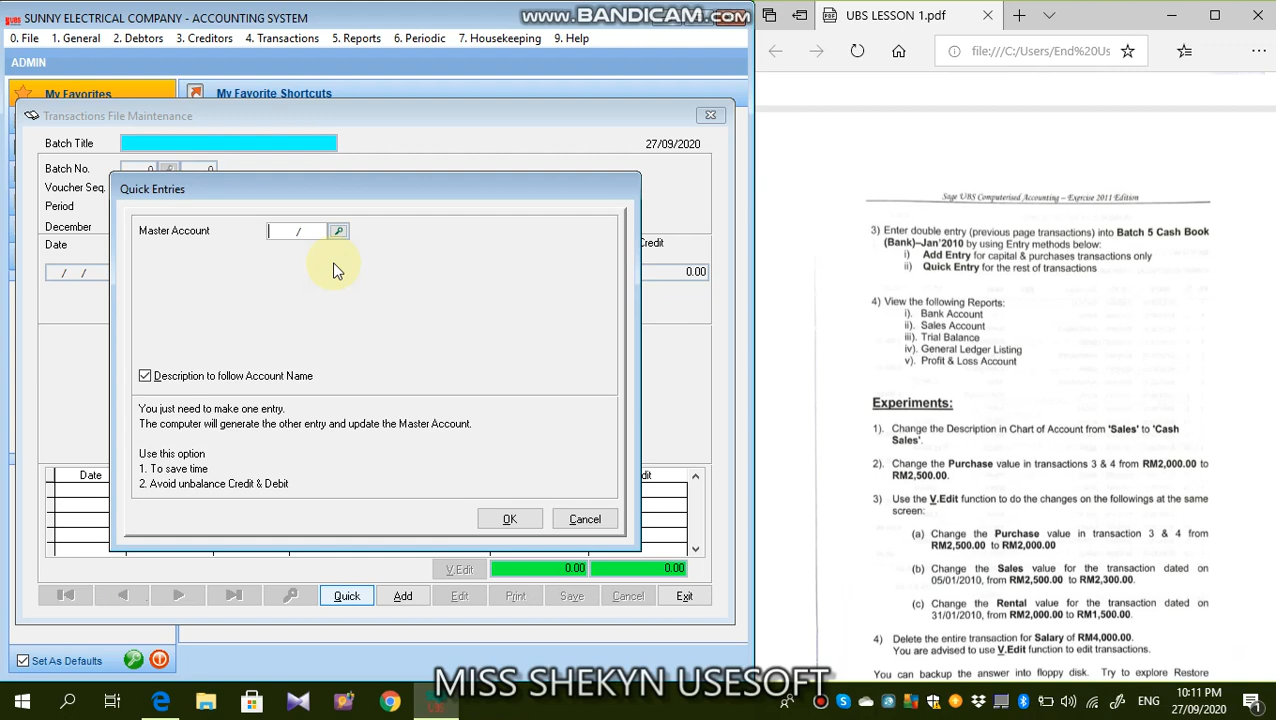 SUNNY ELECTRICAL COMPANY - ACCOUNTING SYSTEM
www.BANDICAM.com
0. File 1. General 2. Debtors 3. Creditors 4. Transactions 5. Reports 6. Periodic 7. Housekeeping 9. Help
ADMIN
My Favorites
My Favorite Shortcuts
Transactions File Maintenance
Batch Title
27/09/2020
Batch No. 0 0
Voucher Seq.
Period
December
Date
Credit
/ / 0.00
Quick Entries
Master Account /
Description to follow Account Name
You just need to make one entry.
The computer will generate the other entry and update the Master Account.
Use this option
1. To save time
2. Avoid unbalance Credit & Debit
OK Cancel
Date
V.Edit 0.00 0.00
Quick Add Edit Print Save Cancel Exit
Set As Defaults
UBS LESSON 1.pdf
file:///C:/Users/End%20Us
Sage UBS Computerised Accounting – Exercise 2011 Edition
3) Enter double entry (previous page transactions) into Batch 5 Cash Book
(Bank)–Jan'2010 by using Entry methods below:
i) Add Entry for capital & purchases transactions only
ii) Quick Entry for the rest of transactions
4) View the following Reports:
i). Bank Account
ii). Sales Account
iii). Trial Balance
iv). General Ledger Listing
v). Profit & Loss Account
Experiments:
1). Change the Description in Chart of Account from 'Sales' to 'Cash
Sales'.
2). Change the Purchase value in transactions 3 & 4 from RM2,000.00 to
RM2,500.00.
3) Use the V.Edit function to do the changes on the followings at the same
screen:
(a) Change the Purchase value in transaction 3 & 4 from
RM2,500.00 to RM2,000.00
(b) Change the Sales value for the transaction dated on
05/01/2010, from RM2,500.00 to RM2,300.00.
(c) Change the Rental value for the transaction dated on
31/01/2010, from RM2,000.00 to RM1,500.00.
4) Delete the entire transaction for Salary of RM4,000.00.
You are advised to use V.Edit function to edit transactions.
You can backup the answer into floppy disk. Try to explore Restore
MISS SHEKYN USESOFT
ENG
10:11 PM
27/09/2020